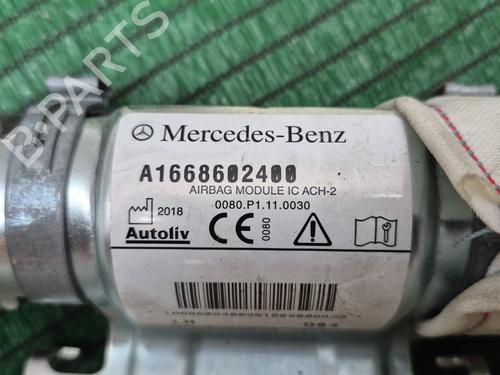 B-PARTS
Mercedes-Benz
A1668602400
AIRBAG MODULE IC ACH-2
2018
0080.P1.11.0030
Autoliv
CE
0080